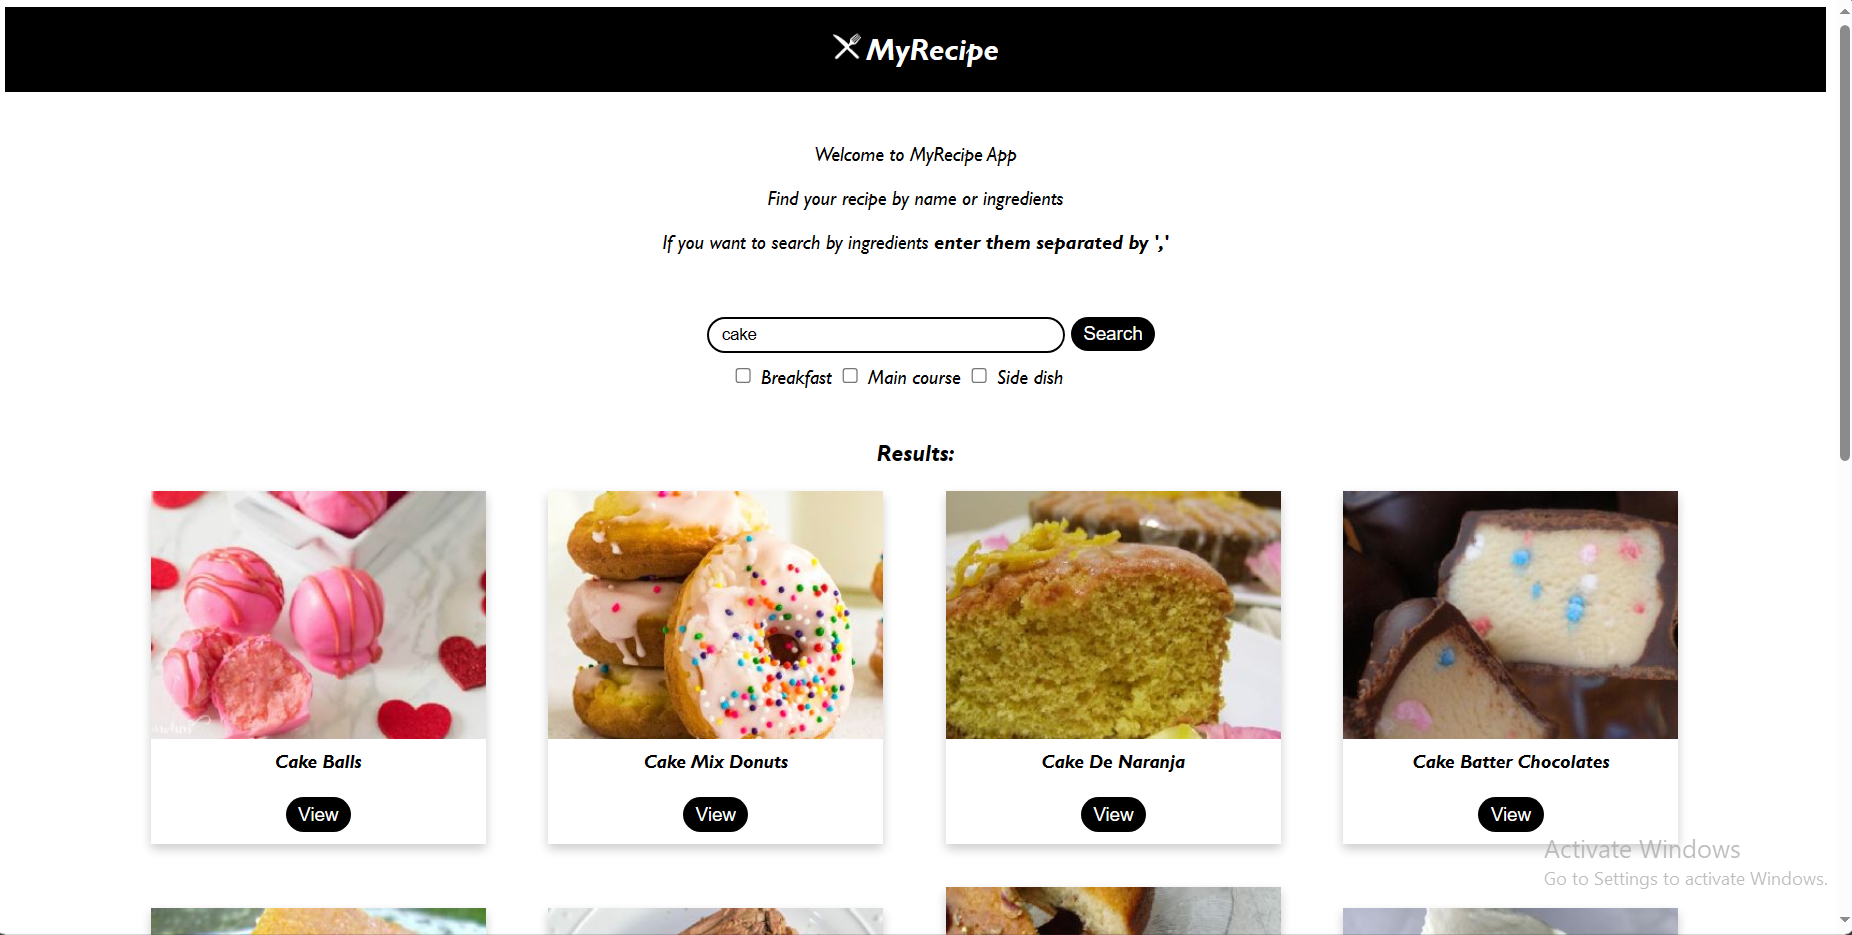 MyRecipe
Welcome to MyRecipe App
Find your recipe by name or ingredients
If you want to search by ingredients enter them separated by ','
cake
Search
Breakfast Main course Side dish
Results:
Cake Balls
View
Cake Mix Donuts
View
Cake De Naranja
View
Cake Batter Chocolates
View
Activate Windows
Go to Settings to activate Windows.